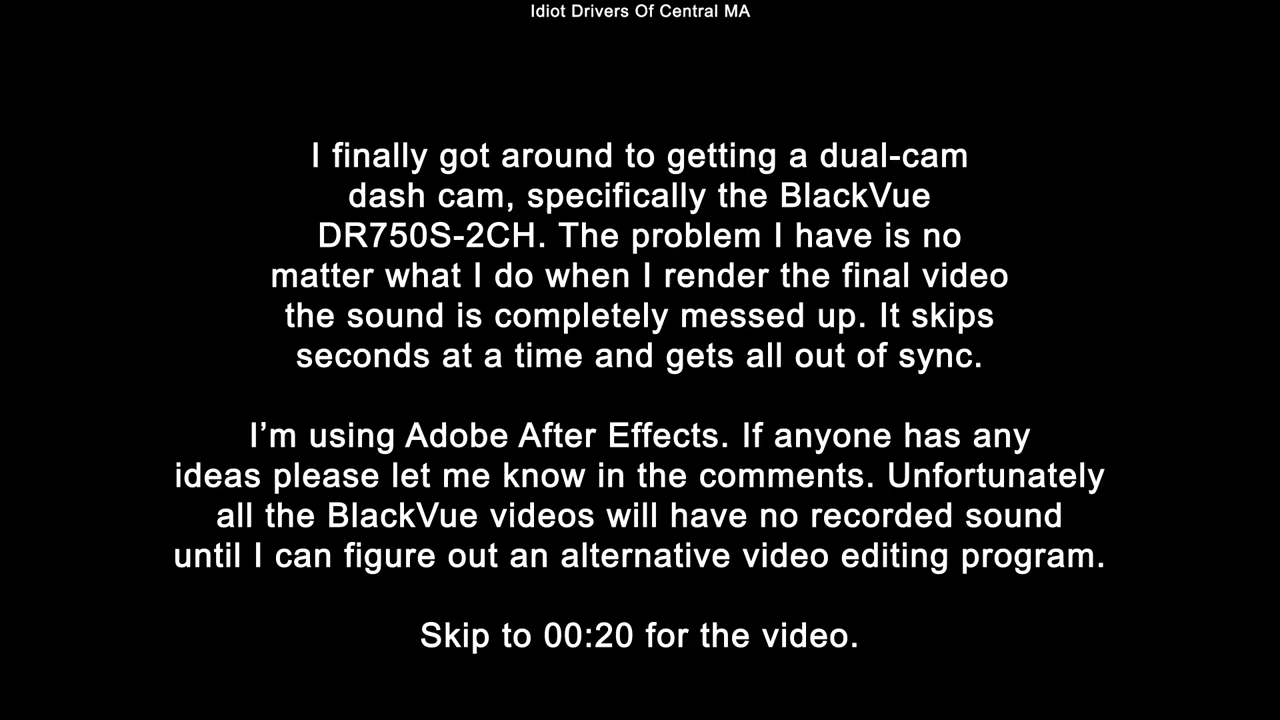 Idiot Drivers Of Central MA
I finally got around to getting a dual-cam
dash cam, specifically the BlackVue
DR750S-2CH. The problem I have is no
matter what I do when I render the final video
the sound is completely messed up. It skips
seconds at a time and gets all out of sync.
I’m using Adobe After Effects. If anyone has any
ideas please let me know in the comments. Unfortunately
all the BlackVue videos will have no recorded sound
until I can figure out an alternative video editing program.
Skip to 00:20 for the video.